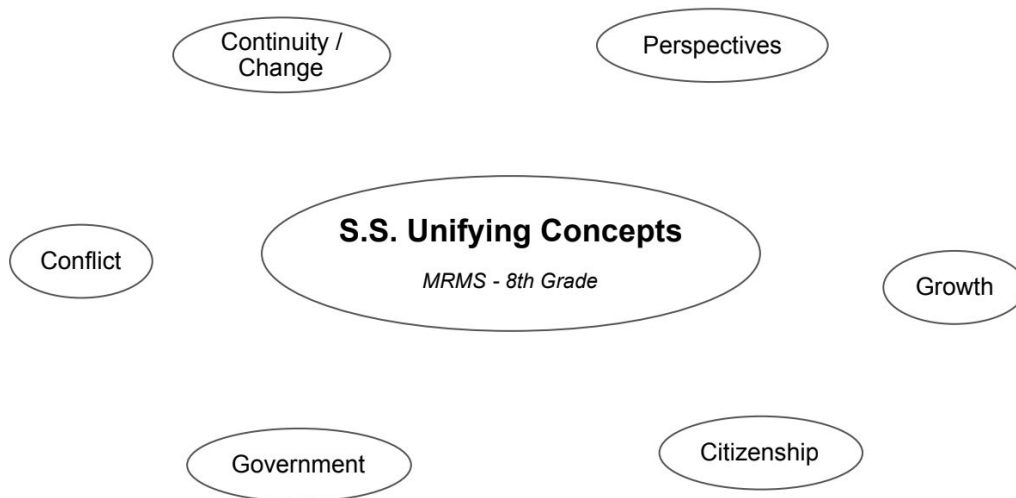 Continuity /
Change
Perspectives
S.S. Unifying Concepts
MRMS - 8th Grade
Conflict
Growth
Government
Citizenship